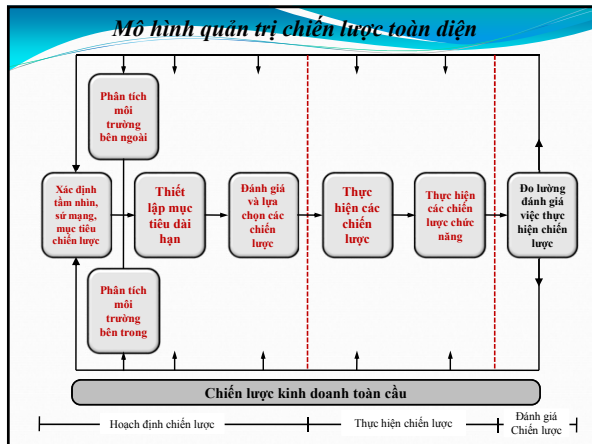 Mô hình quản trị chiến lược toàn diện
Phân tích
môi
trường
bên ngoài
Xác định
tầm nhìn,
sứ mạng,
mục tiêu
chiến lược
Thiết
lập mục
tiêu dài
hạn
Đánh giá
và lựa
chọn các
chiến
lược
Thực
hiện các
chiến
lược
Thực hiện
các chiến
lược chức
năng
Đo lường
đánh giá
việc thực
hiện chiến
lược
Phân tích
môi
trường
bên trong
Chiến lược kinh doanh toàn cầu
Hoạch định chiến lược
Thực hiện chiến lược
Đánh giá
Chiến lược